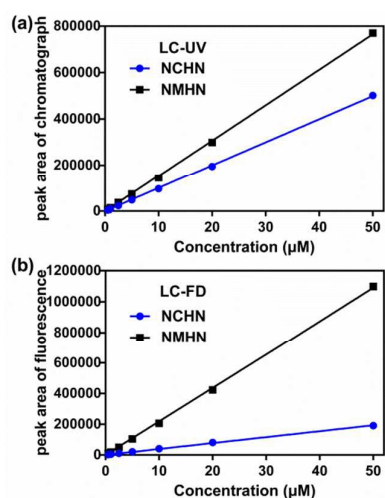 (a)
LC-UV
NCHN
NMHN
peak area of chromatograph
800000
600000
400000
200000
0
0 10 20 30 40 50
Concentration (μM)
(b)
LC-FD
NCHN
NMHN
peak area of fluorescence
1200000
1000000
800000
600000
400000
200000
0
0 10 20 30 40 50
Concentration (μM)